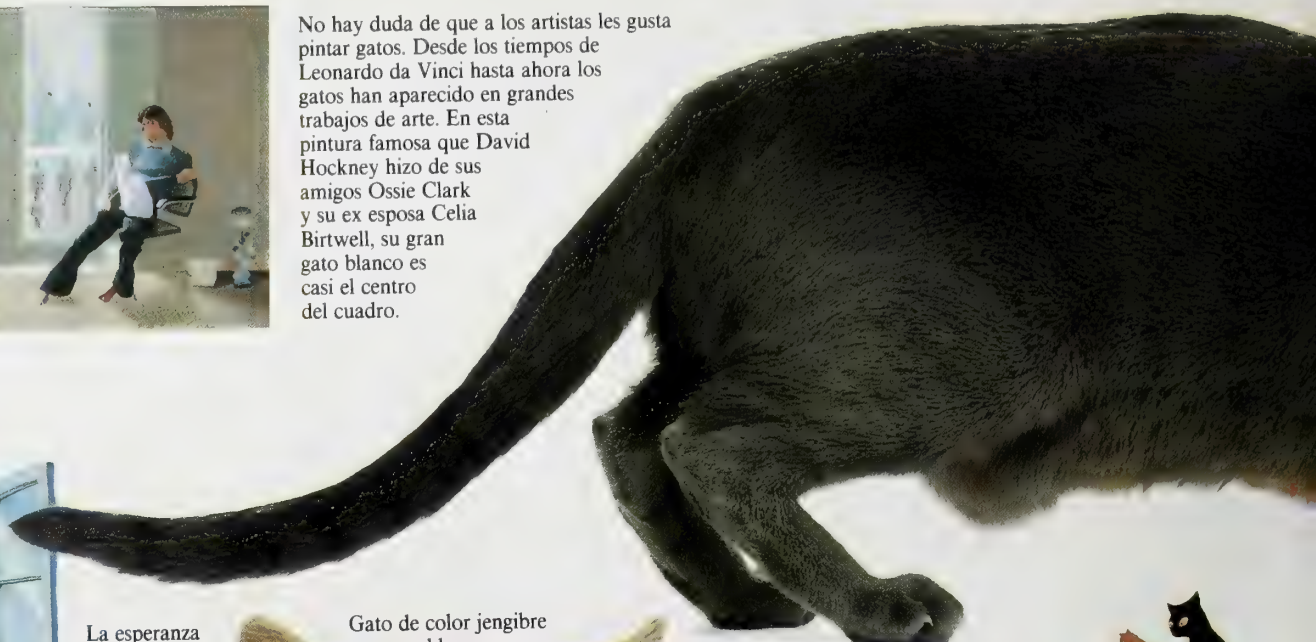 No hay duda de que a los artistas les gusta
pintar gatos. Desde los tiempos de
Leonardo da Vinci hasta ahora los
gatos han aparecido en grandes
trabajos de arte. En esta
pintura famosa que David
Hockney hizo de sus
amigos Ossie Clark
y su ex esposa Celia
Birtwell, su gran
gato blanco es
casi el centro
del cuadro.
La esperanza
Gato de color jengibre